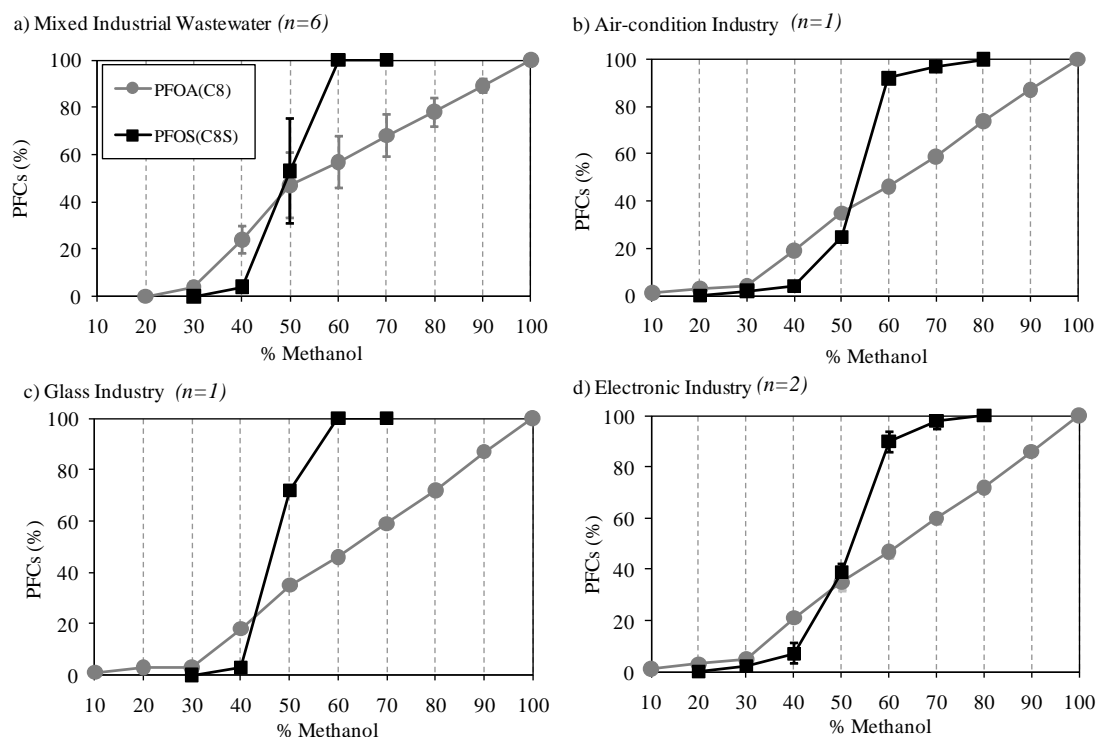 a) Mixed Industrial Wastewater (n=6)
PFCs (%)
100
80
60
40
20
0
PFOA(C8)
PFOS(C8S)
10 20 30 40 50 60 70 80 90 100
% Methanol
b) Air-condition Industry (n=1)
PFCs (%)
100
80
60
40
20
0
10 20 30 40 50 60 70 80 90 100
% Methanol
c) Glass Industry (n=1)
PFCs (%)
100
80
60
40
20
0
10 20 30 40 50 60 70 80 90 100
% Methanol
d) Electronic Industry (n=2)
PFCs (%)
100
80
60
40
20
0
10 20 30 40 50 60 70 80 90 100
% Methanol